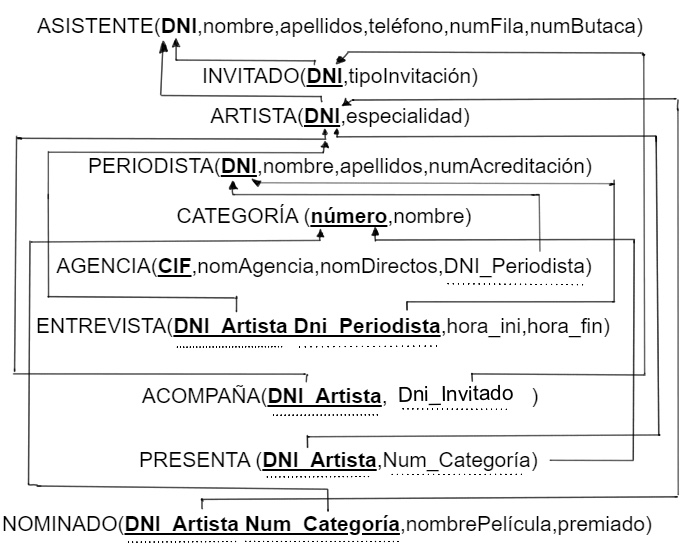 ASISTENTE(DNI,nombre,apellidos,teléfono,numFila,numButaca)
INVITADO(DNI,tipoInvitación)
ARTISTA(DNI,especialidad)
PERIODISTA(DNI,nombre,apellidos,numAcreditación)
CATEGORÍA (número,nombre)
AGENCIA(CIF,nomAgencia,nomDirectos,DNI_Periodista)
ENTREVISTA(DNI_Artista Dni_Periodista,hora_ini,hora_fin)
ACOMPAÑA(DNI_Artista, Dni_Invitado )
PRESENTA (DNI_Artista,Num_Categoría)
NOMINADO(DNI_Artista Num_Categoría,nombrePelícula,premiado)